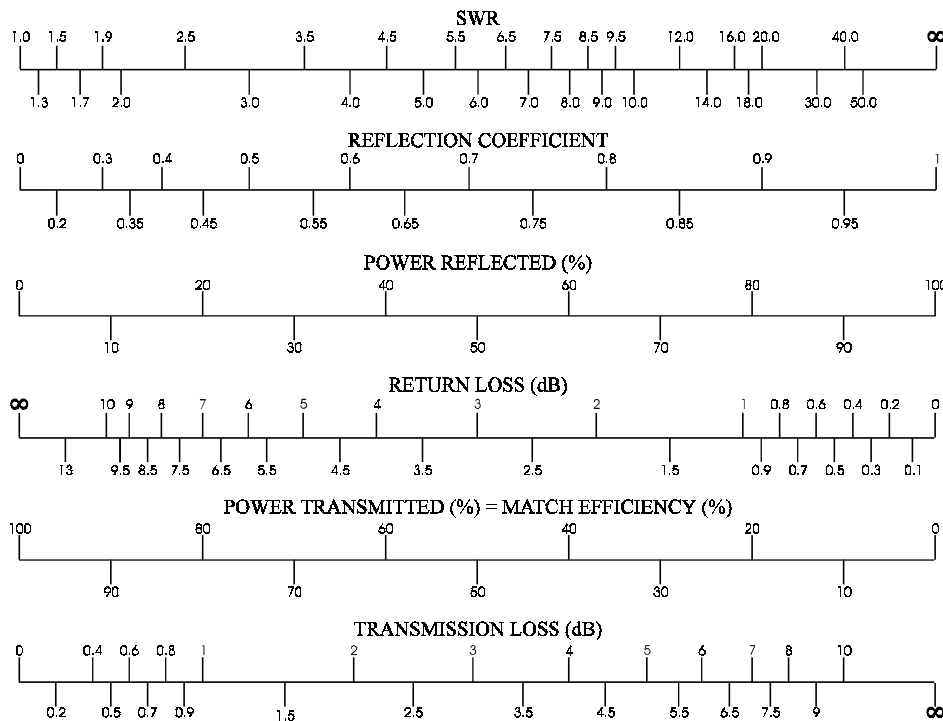 SWR
1.0 1.5 1.9 2.5 3.5 4.5 5.5 6.5 7.5 8.5 9.5 12.0 16.0 20.0 40.0 ∞
1.3 1.7 2.0 3.0 4.0 5.0 6.0 7.0 8.0 9.0 10.0 14.0 18.0 30.0 50.0
REFLECTION COEFFICIENT
0 0.3 0.4 0.5 0.6 0.7 0.8 0.9 1
0.2 0.35 0.45 0.55 0.65 0.75 0.85 0.95
POWER REFLECTED (%)
0 20 40 60 80 100
10 30 50 70 90
RETURN LOSS (dB)
∞ 10 9 8 7 6 5 4 3 2 1 0.8 0.6 0.4 0.2 0
13 9.5 8.5 7.5 6.5 5.5 4.5 3.5 2.5 1.5 0.9 0.7 0.5 0.3 0.1
POWER TRANSMITTED (%) = MATCH EFFICIENCY (%)
100 80 60 40 20 0
90 70 50 30 10
TRANSMISSION LOSS (dB)
0 0.4 0.6 0.8 1 2 3 4 5 6 7 8 10
0.2 0.5 0.7 0.9 1.5 2.5 3.5 4.5 5.5 6.5 7.5 9 ∞